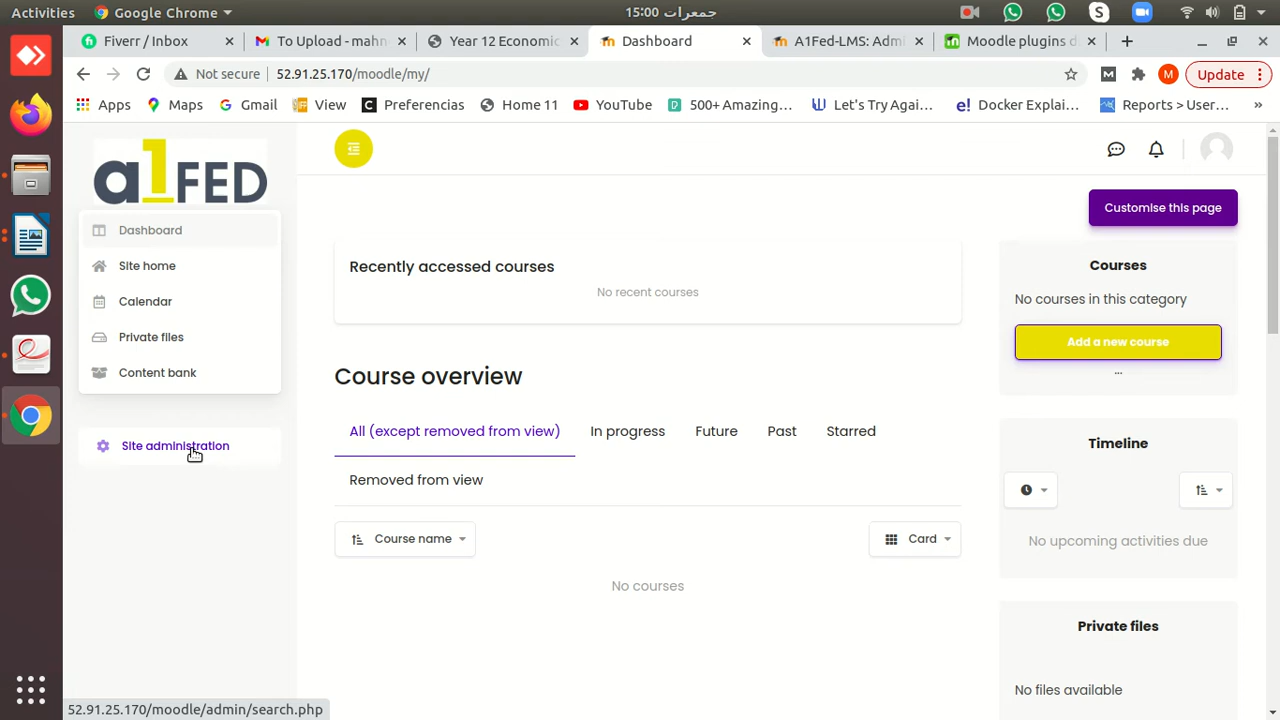 Activities
Google Chrome
15:00 جمعرات
Fiverr / Inbox
To Upload - mahn
Year 12 Economic
Dashboard
A1Fed-LMS: Admi
Moodle plugins d
Not secure
52.91.25.170/moodle/my/
M
Update
Apps
Maps
Gmail
View
Preferencias
Home 11
YouTube
500+ Amazing...
Let's Try Agai...
Docker Explai...
Reports > User...
»
a1FED
Dashboard
Site home
Calendar
Private files
Content bank
Site administration
Customise this page
Recently accessed courses
No recent courses
Course overview
All (except removed from view)
In progress
Future
Past
Starred
Removed from view
Course name
Card
No courses
Courses
No courses in this category
Add a new course
...
Timeline
No upcoming activities due
Private files
No files available
52.91.25.170/moodle/admin/search.php